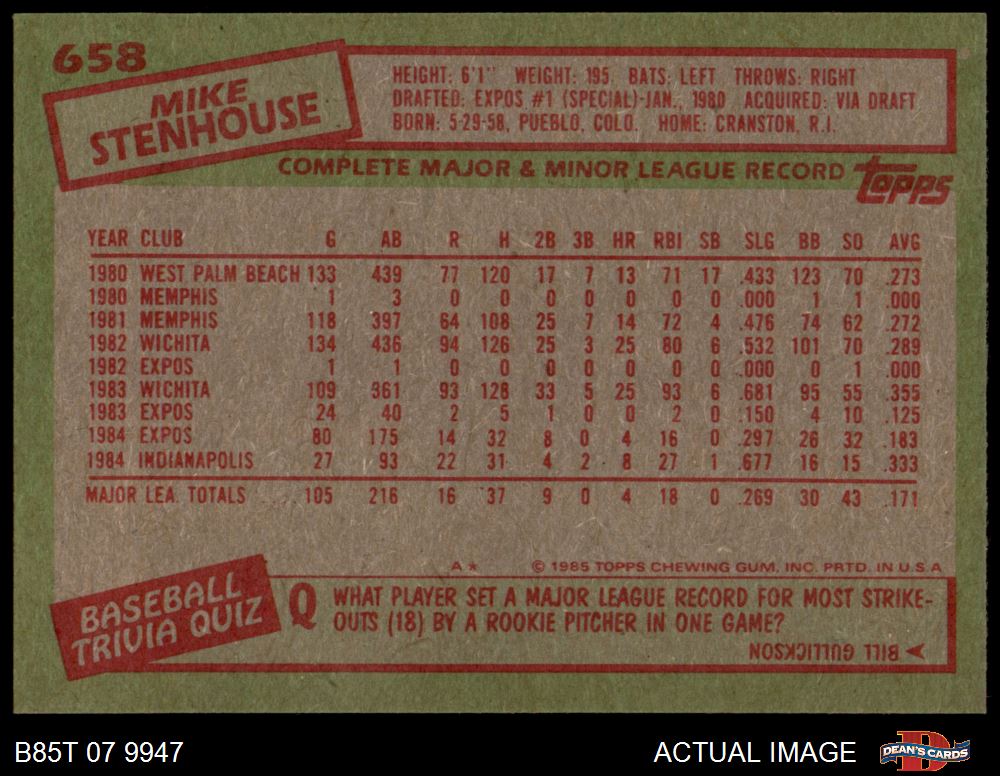 658
MIKE
STENHOUSE
HEIGHT: 6'1" WEIGHT: 195 BATS: LEFT THROWS: RIGHT
DRAFTED: EXPOS #1 (SPECIAL)-JAN., 1980 ACQUIRED: VIA DRAFT
BORN: 5-29-58, PUEBLO, COLO. HOME: CRANSTON, R.I.
COMPLETE MAJOR & MINOR LEAGUE RECORD
TOPPS
YEAR CLUB G AB R H 2B 3B HR RBI SB SLG BB SO AVG
1980 WEST PALM BEACH 133 439 77 120 17 7 13 71 17 .433 123 70 .273
1980 MEMPHIS 1 3 0 0 0 0 0 0 0 .000 1 1 .000
1981 MEMPHIS 118 397 64 108 25 7 14 72 4 .476 74 62 .272
1982 WICHITA 134 436 94 126 25 3 25 80 6 .532 101 70 .289
1982 EXPOS 1 1 0 0 0 0 0 0 0 .000 0 1 .000
1983 WICHITA 109 361 93 128 33 5 25 93 6 .681 95 55 .355
1983 EXPOS 24 40 2 5 1 0 0 2 0 .150 4 10 .125
1984 EXPOS 80 175 14 32 8 0 4 16 0 .297 26 32 .183
1984 INDIANAPOLIS 27 93 22 31 4 2 8 27 1 .677 16 15 .333
MAJOR LEA. TOTALS 105 216 16 37 9 0 4 18 0 .269 30 43 .171
A* © 1985 TOPPS CHEWING GUM, INC. PRTD. IN U.S.A
BASEBALL
TRIVIA QUIZ
Q WHAT PLAYER SET A MAJOR LEAGUE RECORD FOR MOST STRIKE-
OUTS (18) BY A ROOKIE PITCHER IN ONE GAME?
BILL GULLICKSON
B85T 07 9947
ACTUAL IMAGE
DEAN'S CARDS